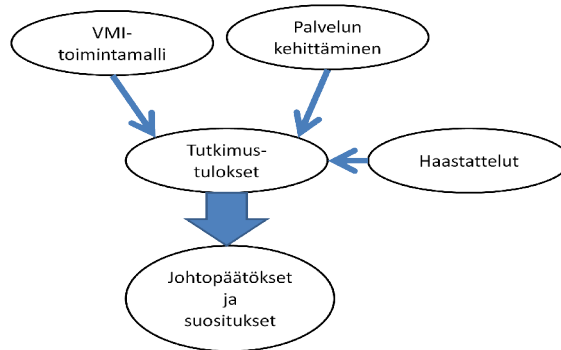 VMI-
toimintamalli
Palvelun
kehittäminen
Tutkimus-
tulokset
Haastattelut
Johtopäätökset
ja
suositukset